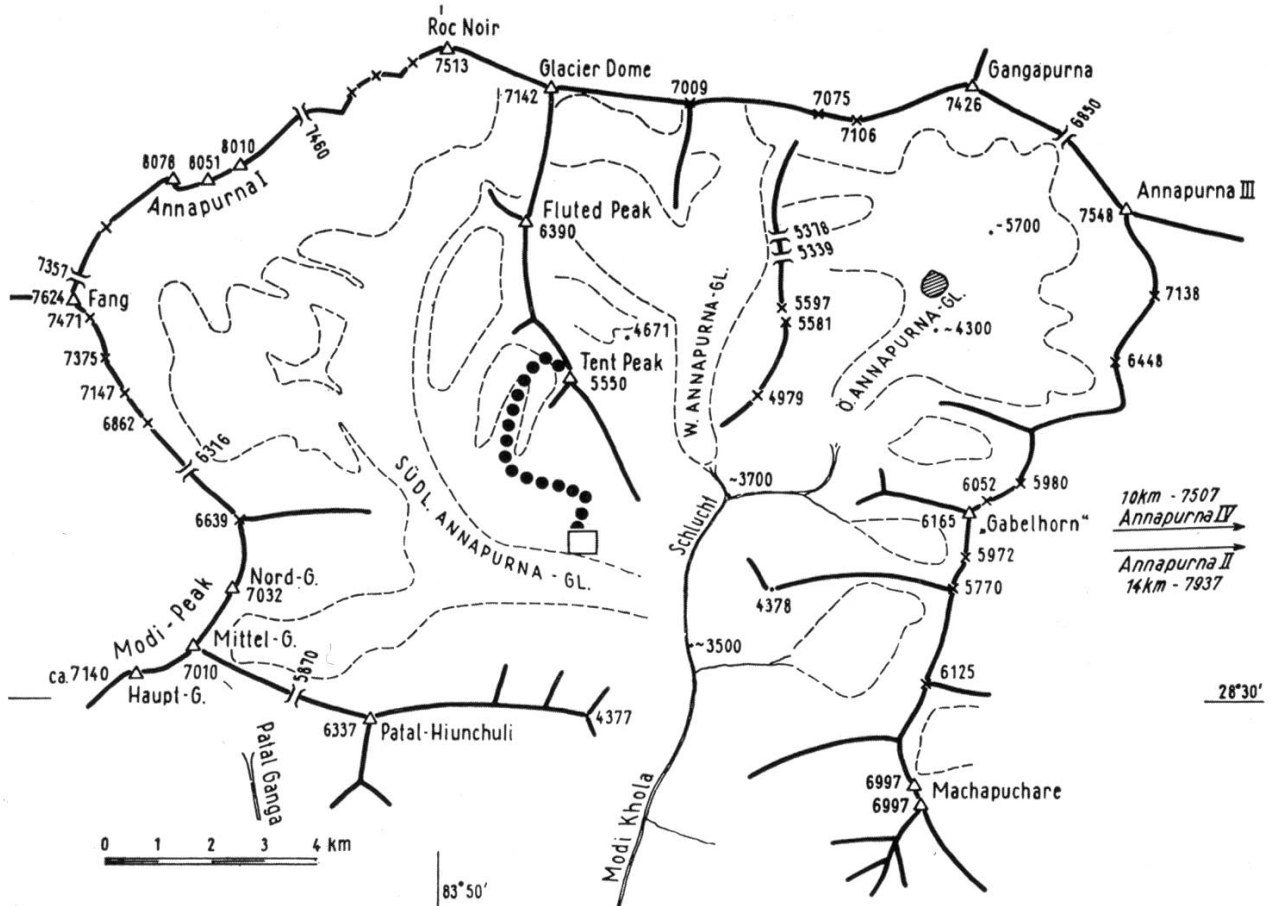 Roc Noir
7513
Glacier Dome
7142
7009
7075
7106
Gangapurna
7426
6850
8078
8051
8010
7460
Annapurna I
Annapurna III
7548
Fluted Peak
6390
5378
5339
5700
7357
7624
Fang
7471
7375
7147
6862
6316
~4671
W. ANNAPURNA-GL.
5597
5581
Ö. ANNAPURNA-GL.
~4300
7138
6448
Tent Peak
5550
4979
SÜDL. ANNAPURNA-GL.
~3700
Schlucht
6052
5980
6165
„Gabelhorn"
10km - 7507
Annapurna IV
Annapurna II
14km - 7937
6639
5972
5770
Nord-G.
7032
Modi-Peak
Mittel-G.
7010
4378
~3500
ca. 7140
Haupt-G.
5870
6125
28°30'
6337
Patal-Hiunchuli
4377
Patal Ganga
6997
6997
Machapuchare
Modi Khola
0 1 2 3 4 km
83°50'